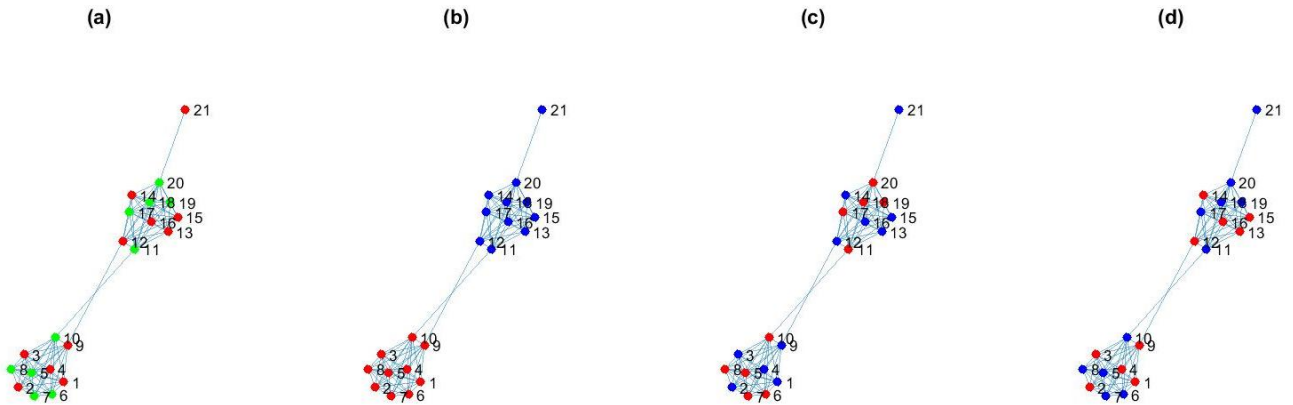 (a) (b) (c) (d)
21 21 21 21
20 20 20 20
14 18 19 14 18 19 14 18 19 14 18 19
17 16 15 17 16 15 17 16 15 17 16 15
13 13 13 13
12 11 12 11 12 11 12 11
10 10 10 10
9 9 9 9
3 3 3 3
8 5 4 8 5 4 8 5 4 8 5 4
1 1 1 1
2 7 6 2 7 6 2 7 6 2 7 6